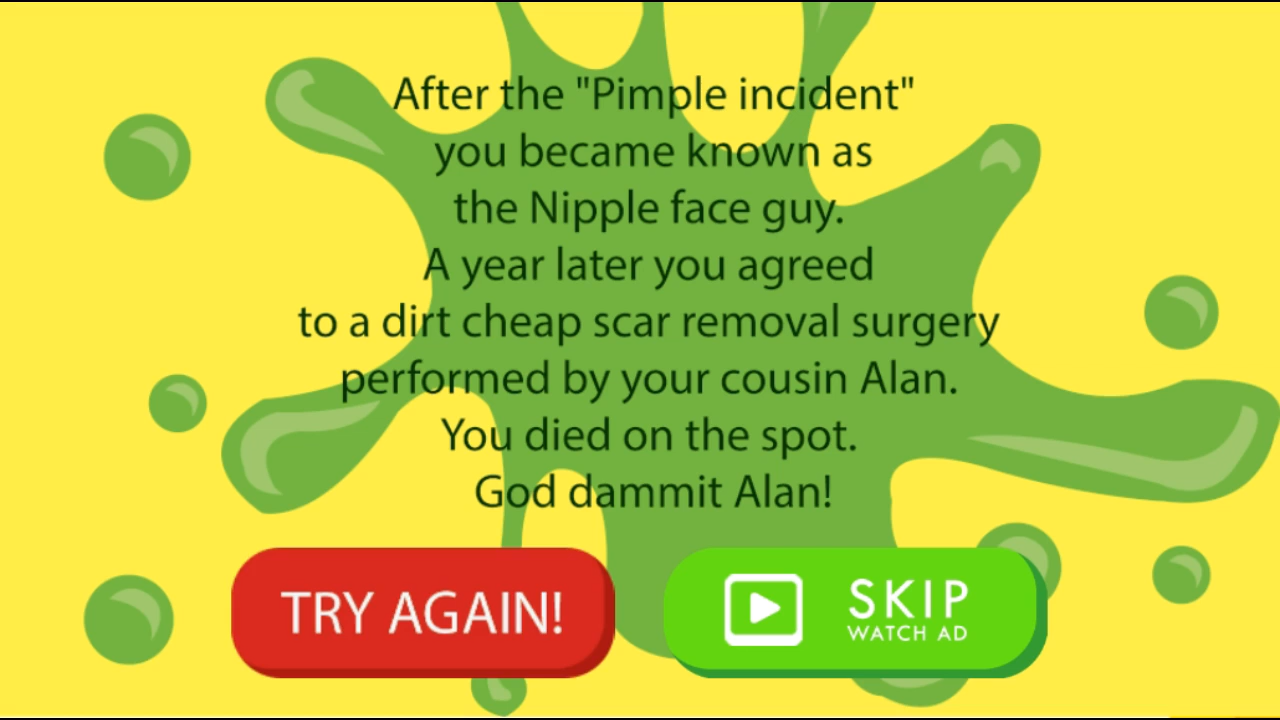 After the "Pimple incident"
you became known as
the Nipple face guy.
A year later you agreed
to a dirt cheap scar removal surgery
performed by your cousin Alan.
You died on the spot.
God dammit Alan!
TRY AGAIN!
SKIP
WATCH AD